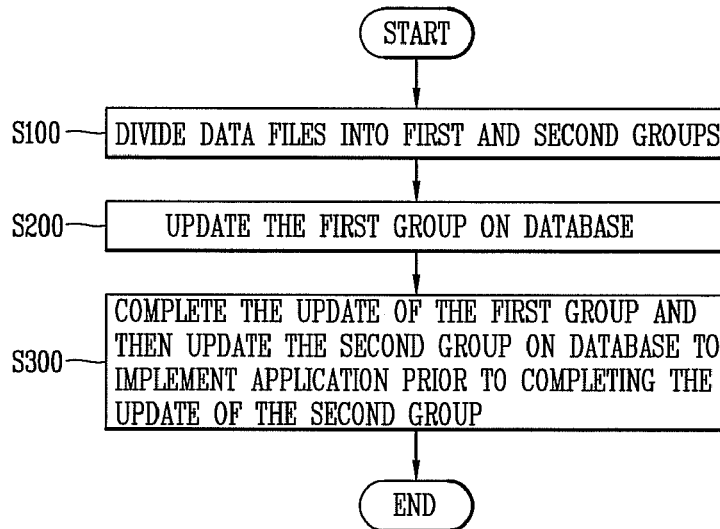 START
S100
DIVIDE DATA FILES INTO FIRST AND SECOND GROUPS
S200
UPDATE THE FIRST GROUP ON DATABASE
S300
COMPLETE THE UPDATE OF THE FIRST GROUP AND
THEN UPDATE THE SECOND GROUP ON DATABASE TO
IMPLEMENT APPLICATION PRIOR TO COMPLETING THE
UPDATE OF THE SECOND GROUP
END